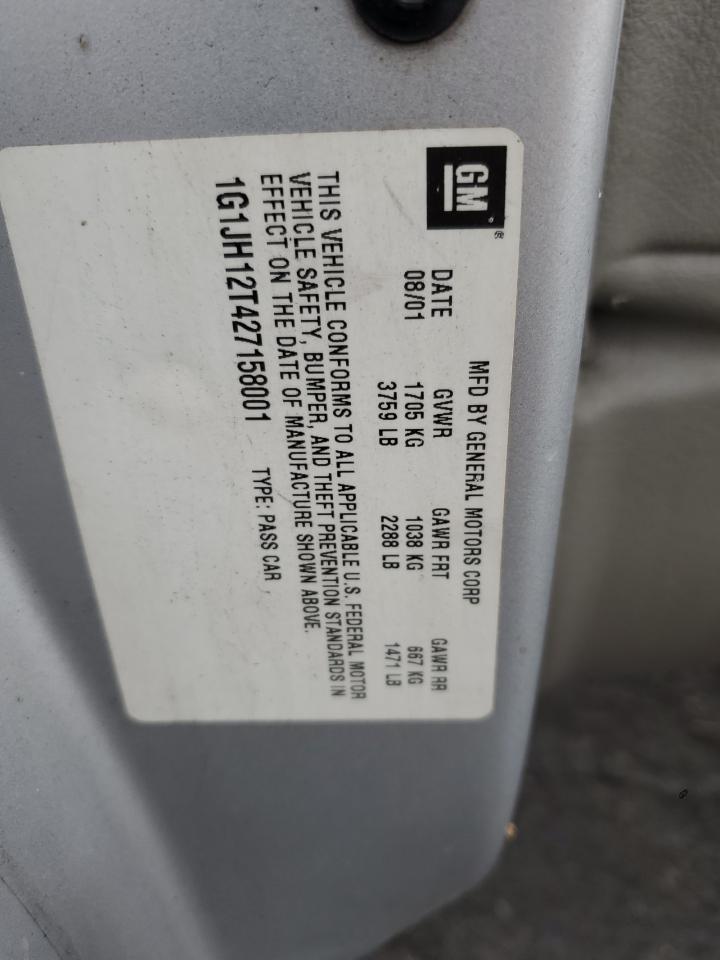 GM®
MFD BY GENERAL MOTORS CORP
DATE GVWR GAWR FRT GAWR RR
08/01 1705 KG 1038 KG 667 KG
3759 LB 2288 LB 1471 LB
THIS VEHICLE CONFORMS TO ALL APPLICABLE U.S. FEDERAL MOTOR
VEHICLE SAFETY, BUMPER, AND THEFT PREVENTION STANDARDS IN
EFFECT ON THE DATE OF MANUFACTURE SHOWN ABOVE.
1G1JH12T427158001 TYPE: PASS CAR